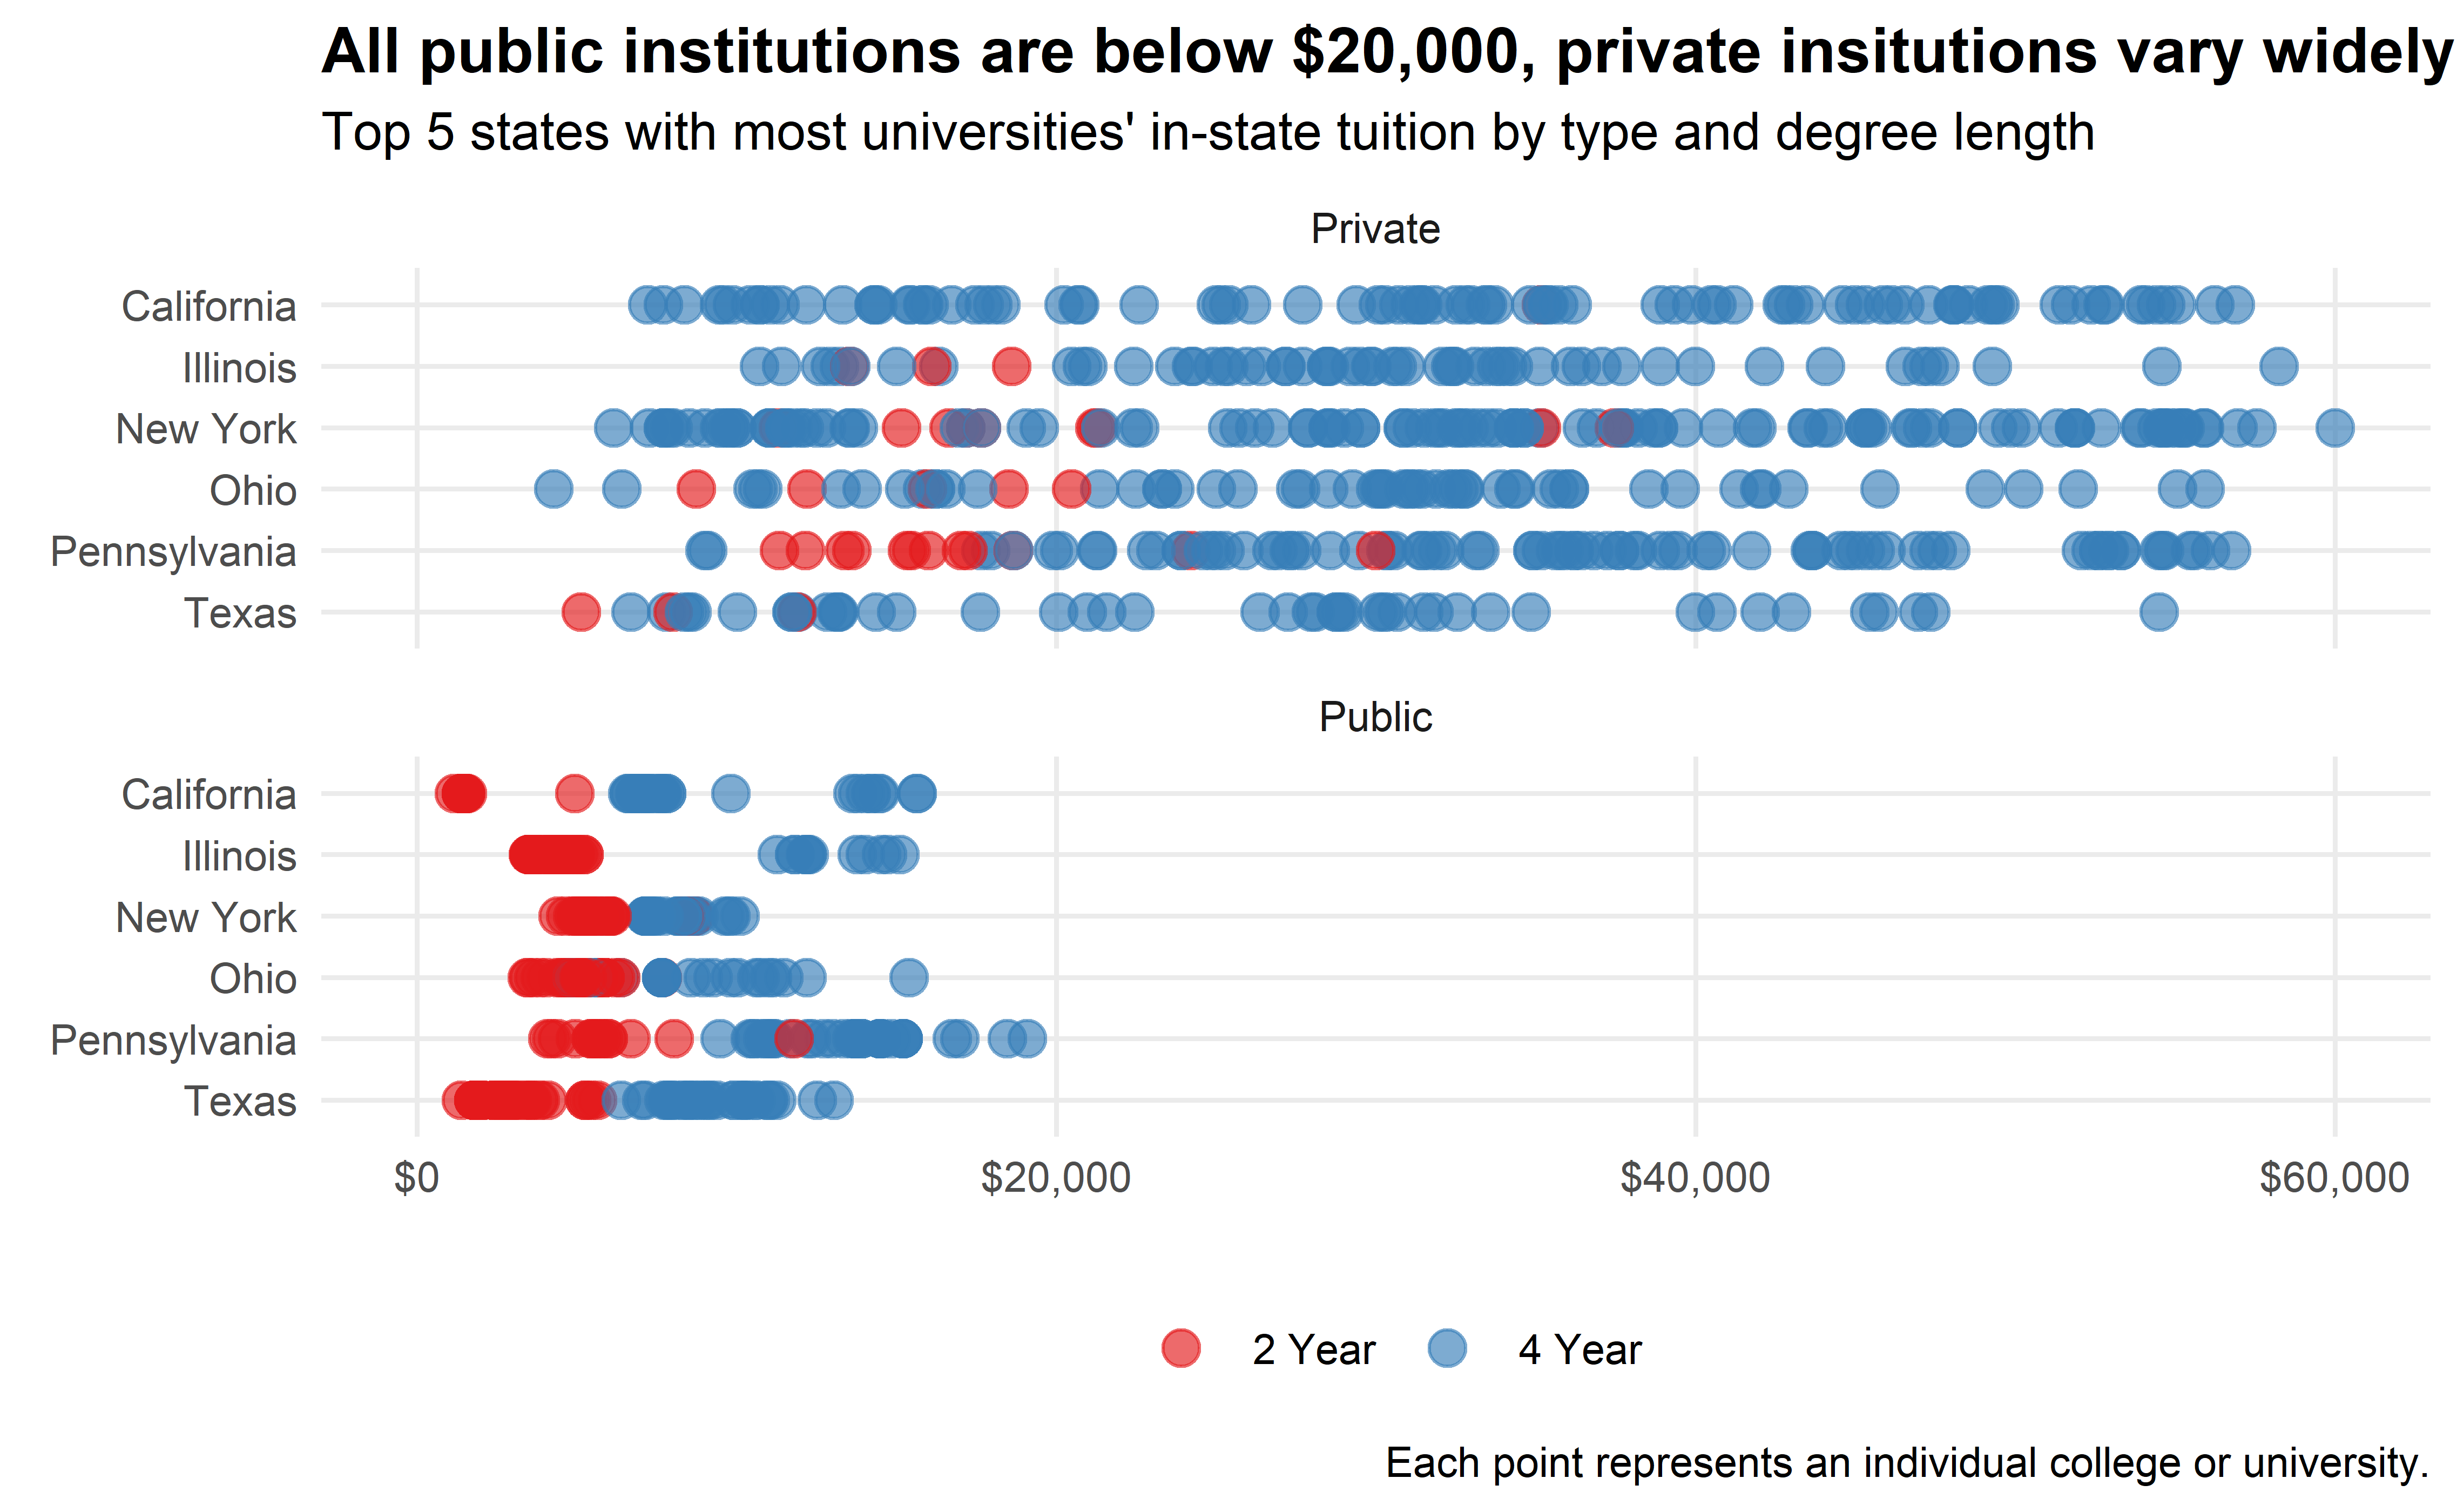 All public institutions are below $20,000, private insitutions vary widely
Top 5 states with most universities' in-state tuition by type and degree length
Private
California
Illinois
New York
Ohio
Pennsylvania
Texas
Public
California
Illinois
New York
Ohio
Pennsylvania
Texas
$0 $20,000 $40,000 $60,000
2 Year 4 Year
Each point represents an individual college or university.